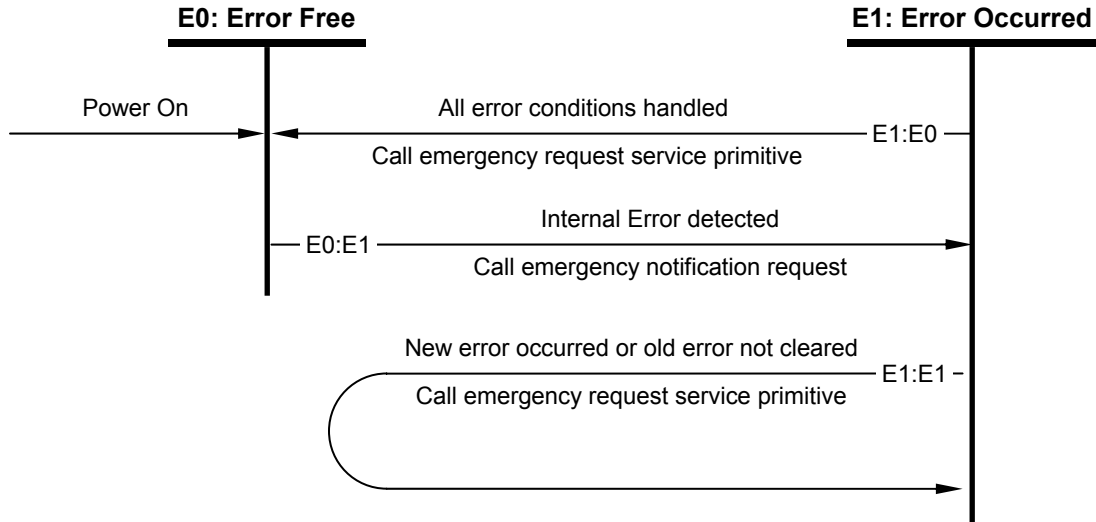 E0: Error Free
E1: Error Occurred
Power On
All error conditions handled
E1:E0
Call emergency request service primitive
Internal Error detected
E0:E1
Call emergency notification request
New error occurred or old error not cleared
E1:E1
Call emergency request service primitive